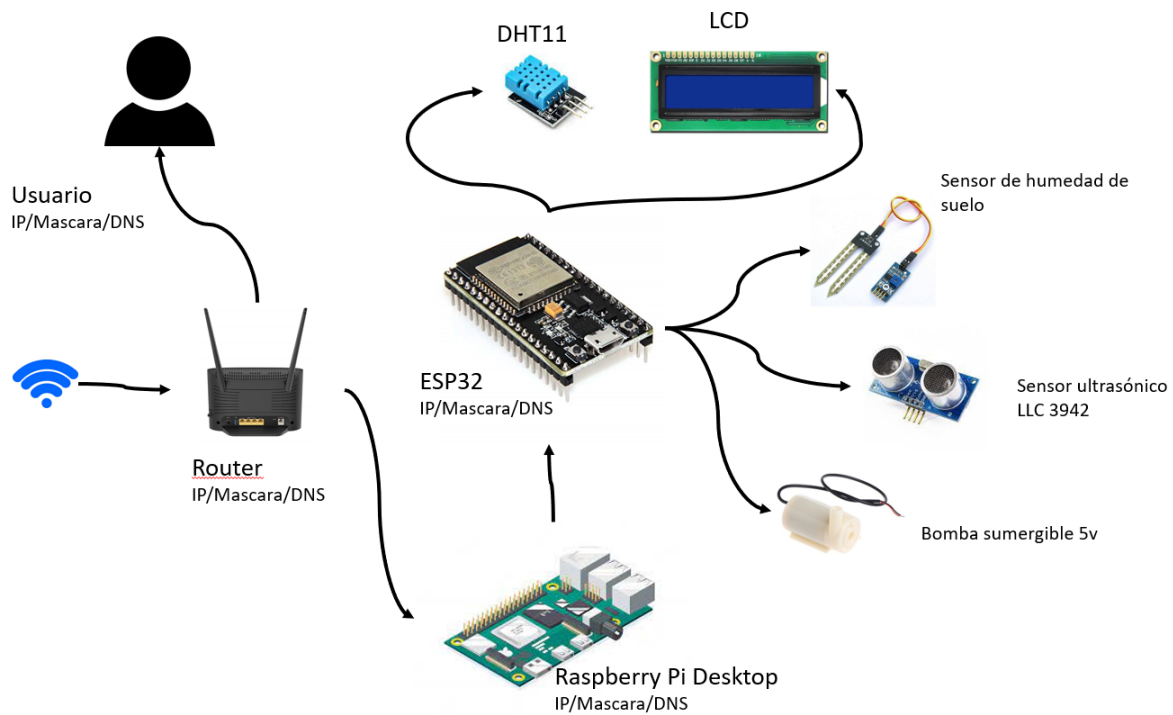 DHT11
LCD
Usuario
IP/Mascara/DNS
Sensor de humedad de
suelo
ESP32
IP/Mascara/DNS
Sensor ultrasónico
LLC 3942
Router
IP/Mascara/DNS
Bomba sumergible 5v
Raspberry Pi Desktop
IP/Mascara/DNS